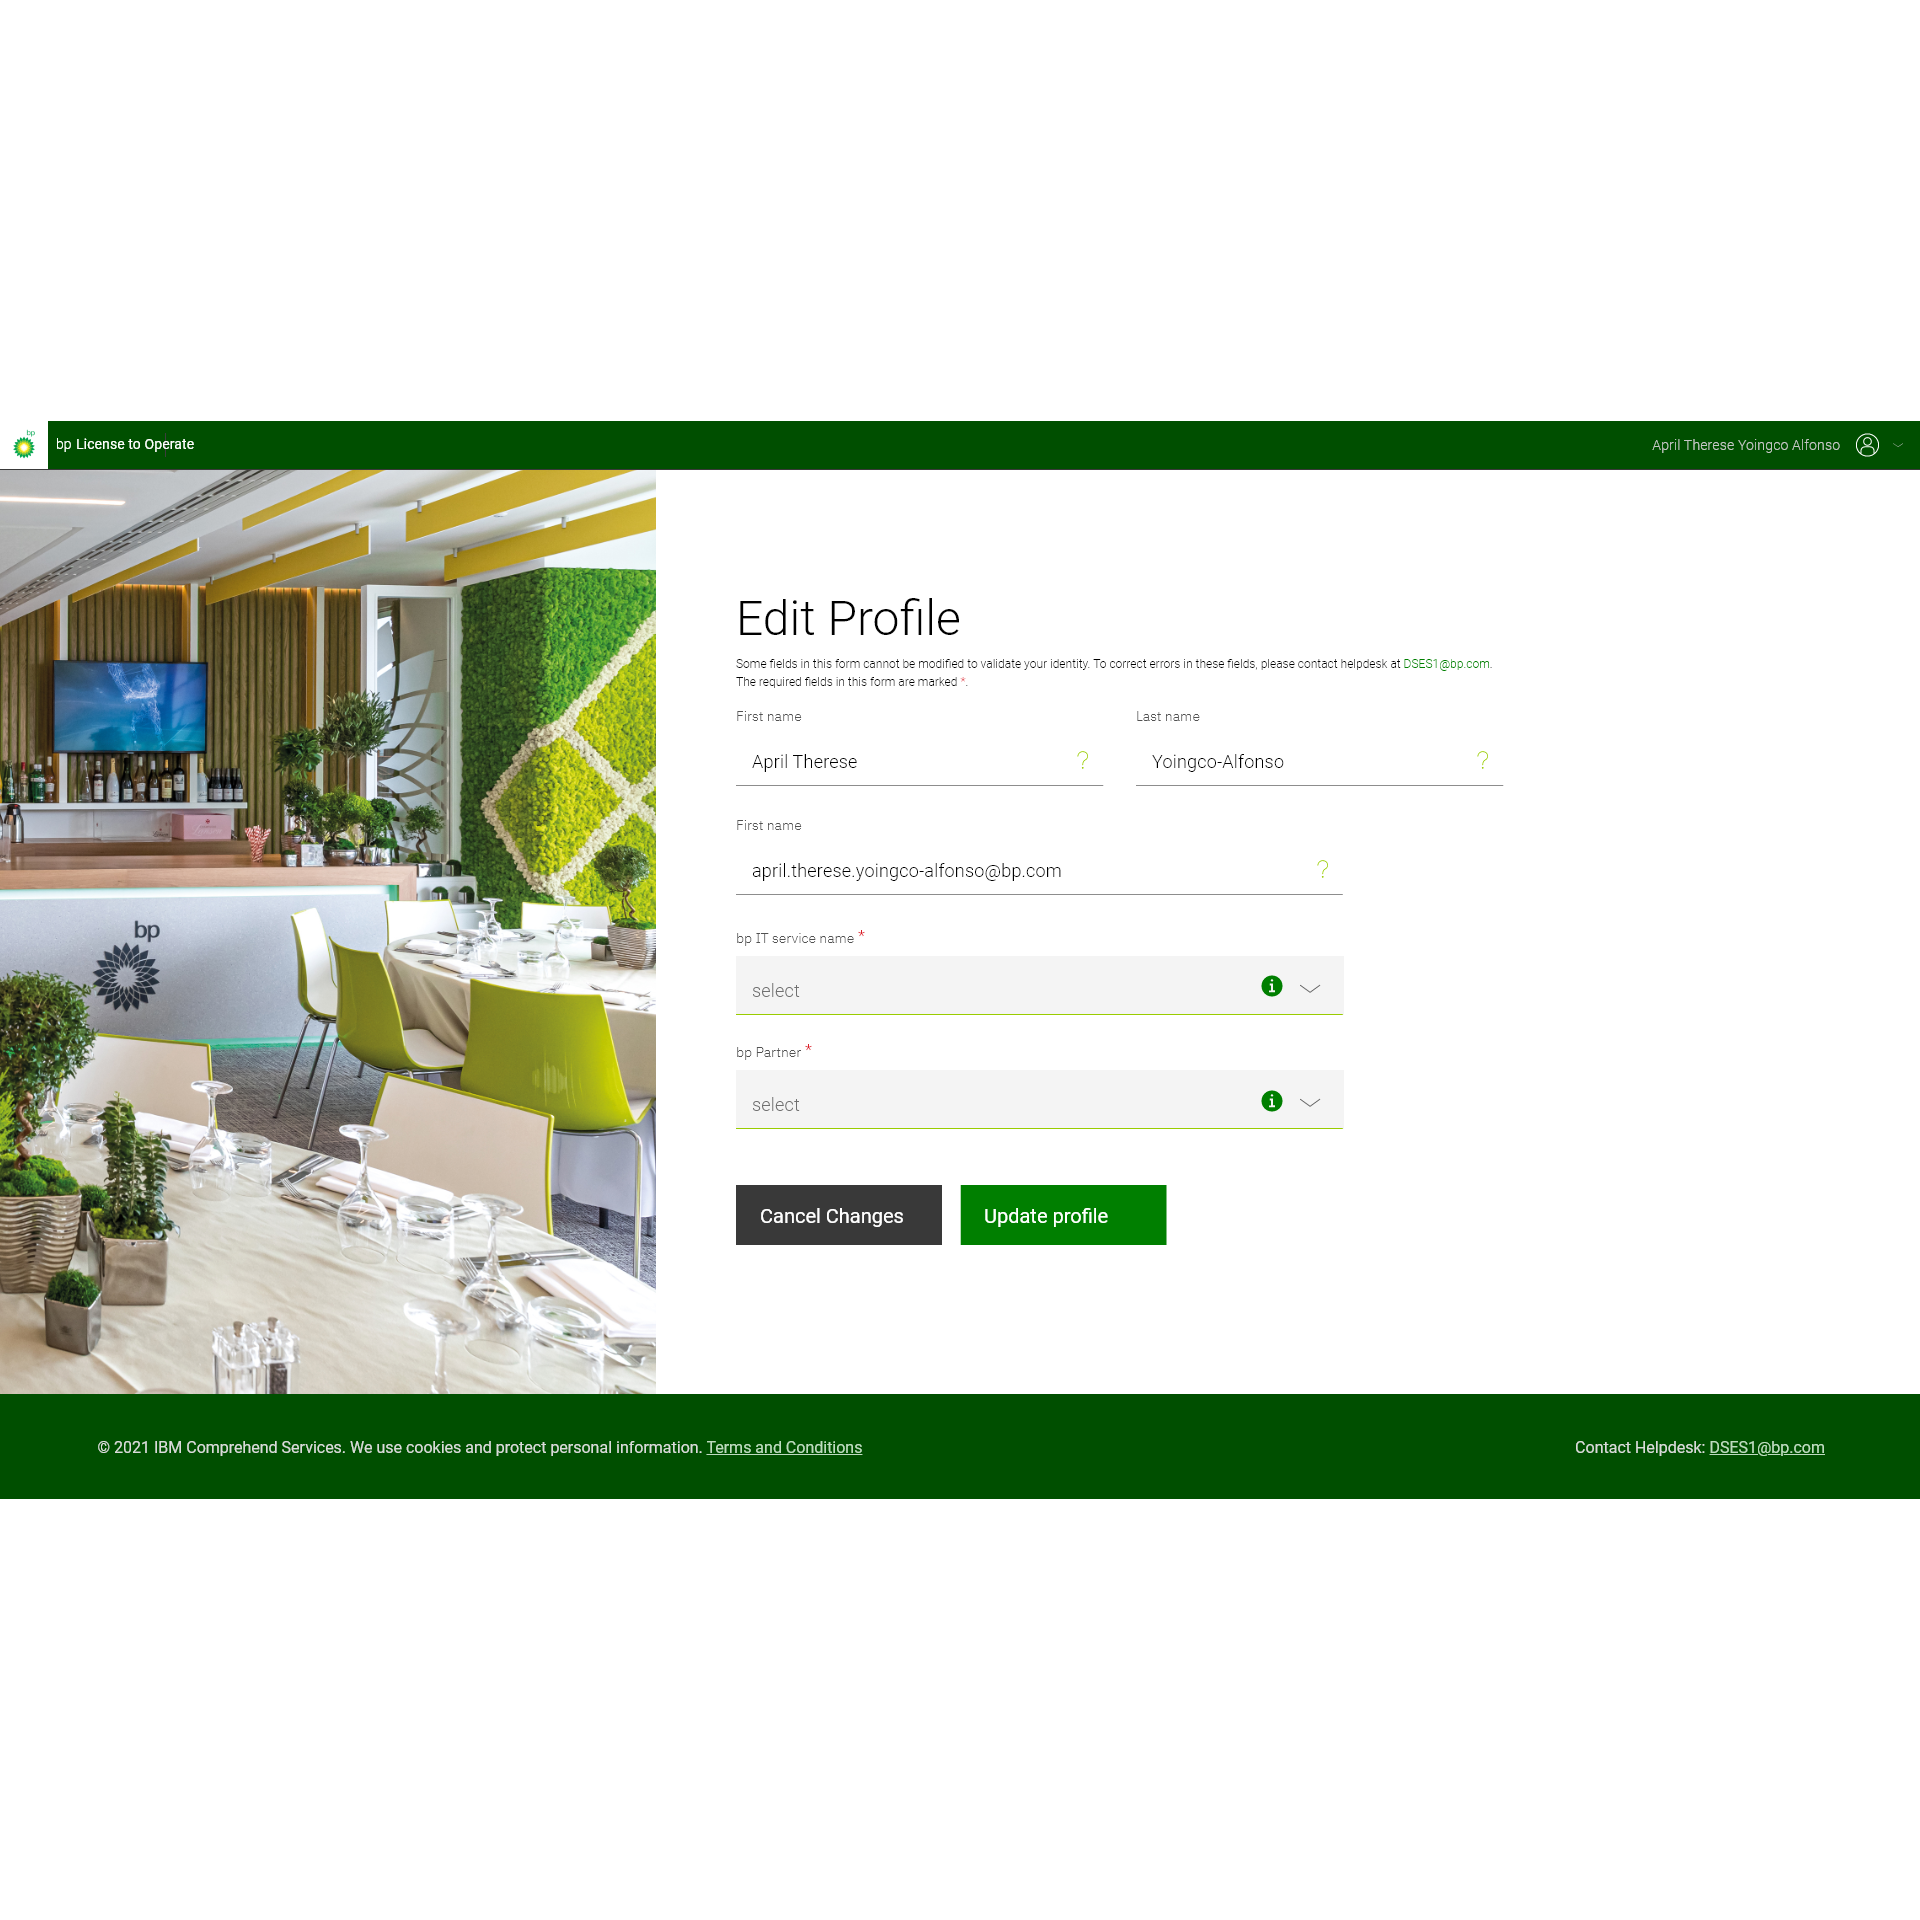 bp
bp License to Operate
April Therese Yoingco Alfonso
bp
Edit Profile
Some fields in this form cannot be modified to validate your identity. To correct errors in these fields, please contact helpdesk at DSES1@bp.com.
The required fields in this form are marked *.
First name
Last name
April Therese ?
Yoingco-Alfonso ?
First name
april.therese.yoingco-alfonso@bp.com ?
bp IT service name *
select
bp Partner *
select
Cancel Changes
Update profile
© 2021 IBM Comprehend Services. We use cookies and protect personal information. Terms and Conditions
Contact Helpdesk: DSES1@bp.com